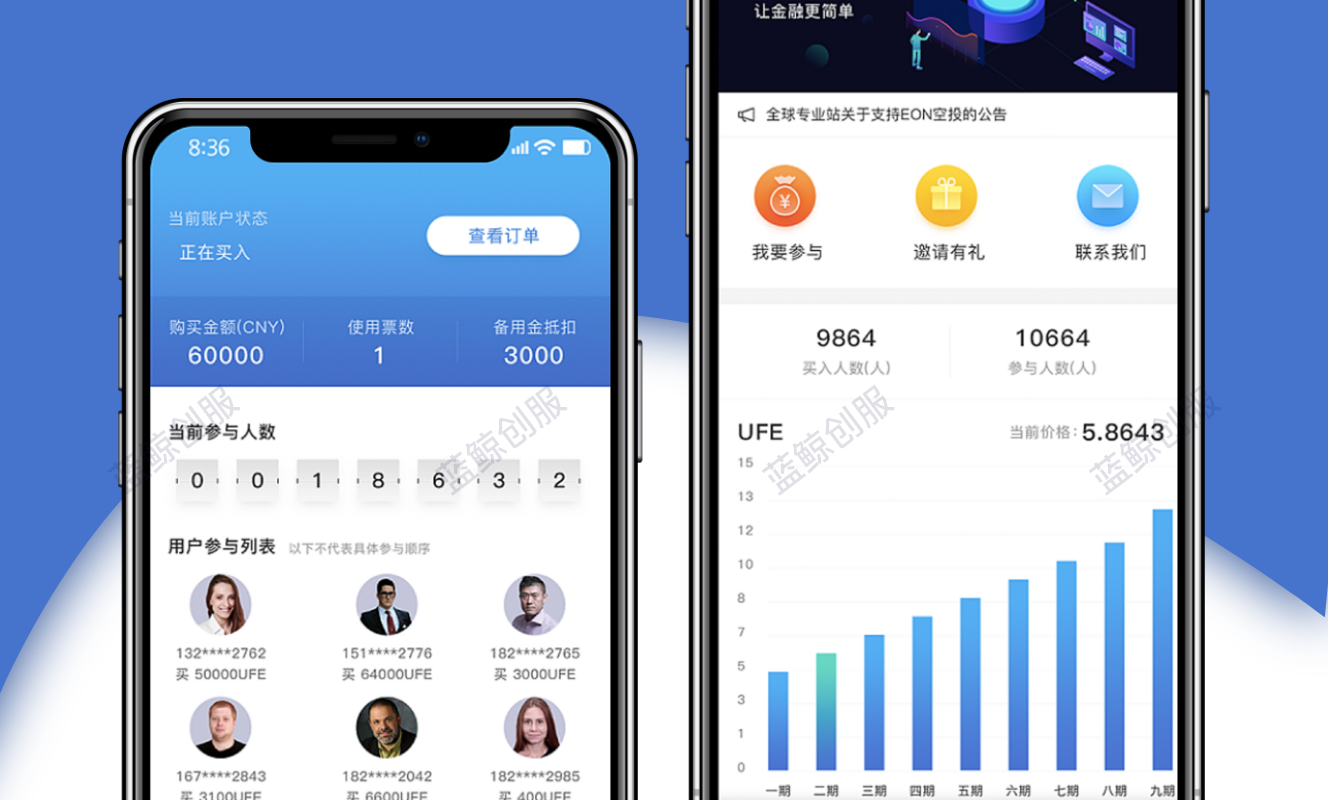 8:36
当前账户状态
正在买入
查看订单
购买金额(CNY)
60000
使用票数
1
备用金抵扣
3000
当前参与人数
0 0 1 8 6 3 2
用户参与列表 以下不代表具体参与顺序
132****2762
买 50000UFE
151****2776
买 64000UFE
182****2765
买 3000UFE
167****2843
买 3100UFE
182****2042
买 6600UFE
182****2985
买 400UFE
让金融更简单
全球专业站关于支持EON空投的公告
我要参与
邀请有礼
联系我们
9864
买入人数(人)
10664
参与人数(人)
UFE
当前价格:5.8643
15
13
12
10
8
7
5
3
1
0
一期 二期 三期 四期 五期 六期 七期 八期 九期
蓝鲸创服
蓝鲸创服
蓝鲸创服
蓝鲸创服